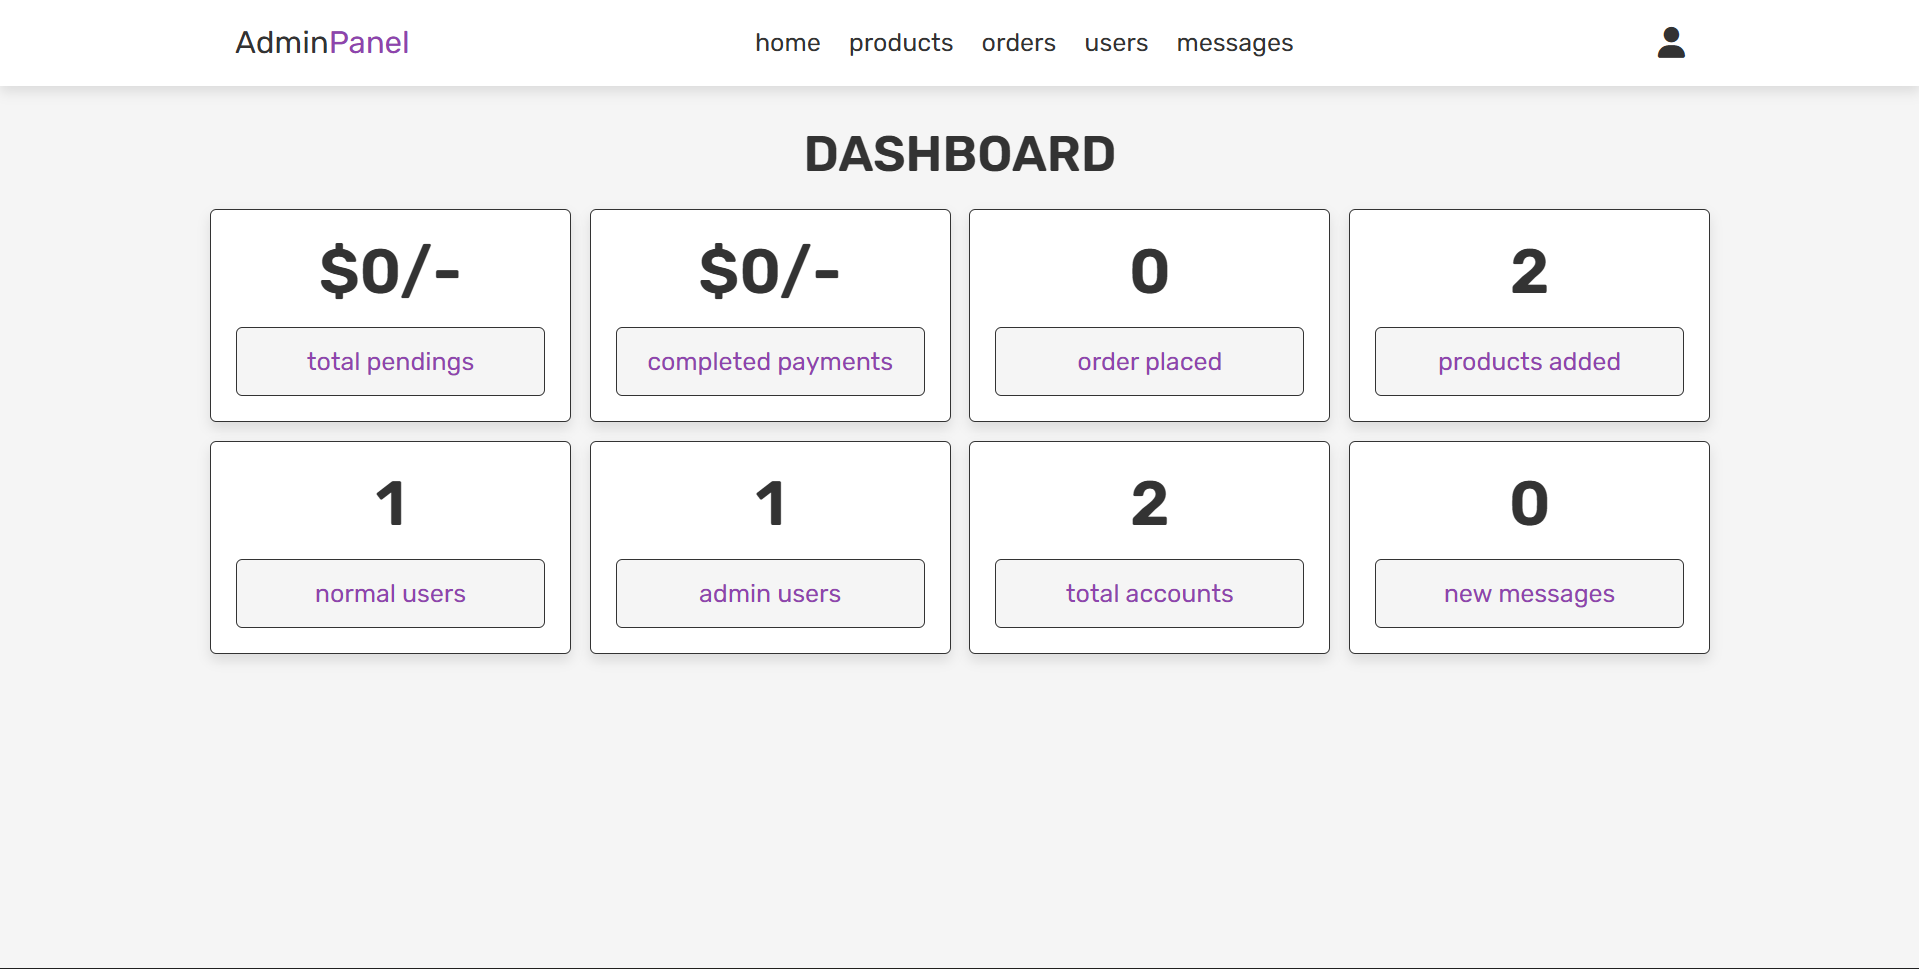 AdminPanel
home products orders users messages
DASHBOARD
$0/-
total pendings
$0/-
completed payments
0
order placed
2
products added
1
normal users
1
admin users
2
total accounts
0
new messages